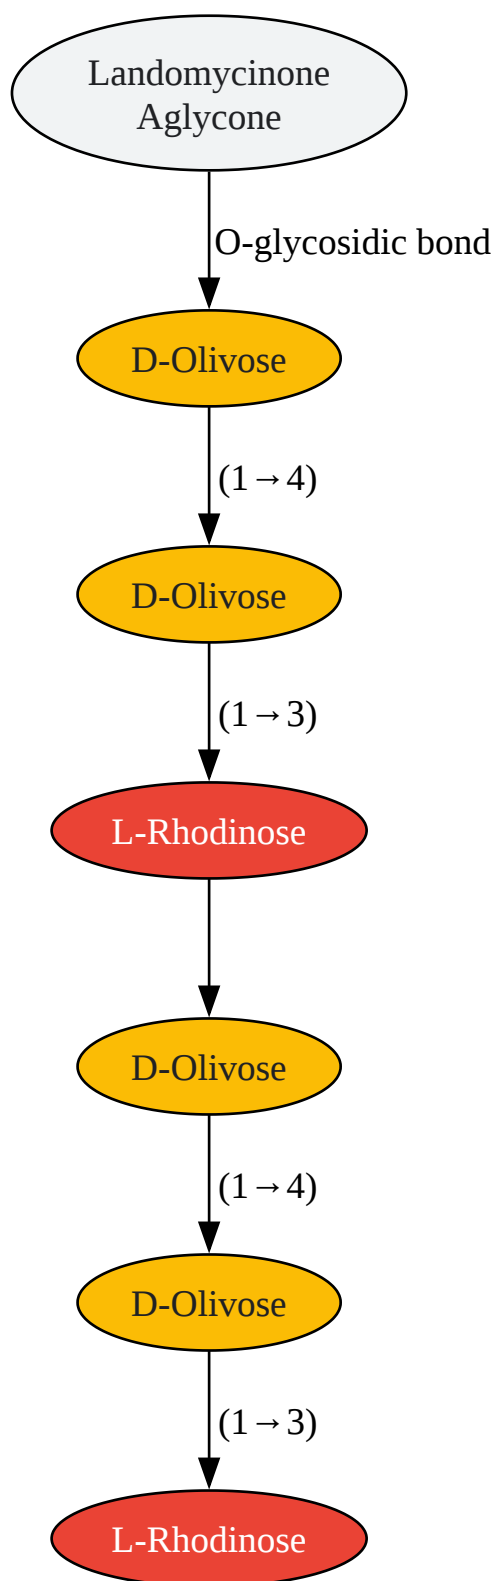 Landomycinone
Aglycone
O-glycosidic bond
D-Olivose
(1→4)
D-Olivose
(1→3)
L-Rhodinose
D-Olivose
(1→4)
D-Olivose
(1→3)
L-Rhodinose